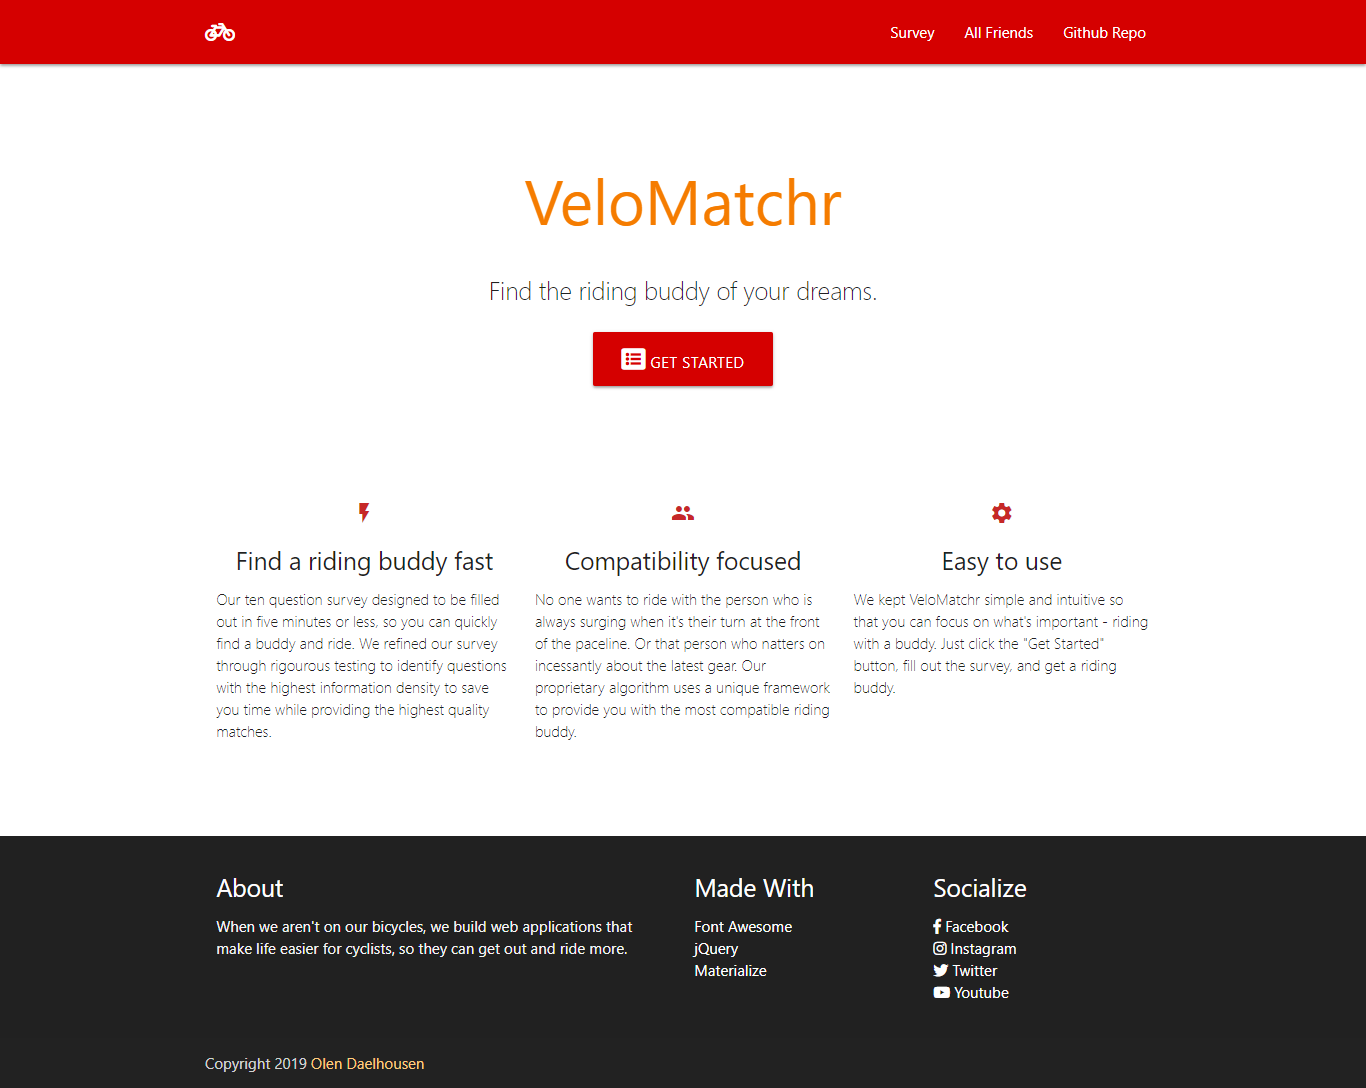 Survey All Friends Github Repo
VeloMatchr
Find the riding buddy of your dreams.
GET STARTED
Find a riding buddy fast
Our ten question survey designed to be filled
out in five minutes or less, so you can quickly
find a buddy and ride. We refined our survey
through rigourous testing to identify questions
with the highest information density to save
you time while providing the highest quality
matches.
Compatibility focused
No one wants to ride with the person who is
always surging when it's their turn at the front
of the paceline. Or that person who natters on
incessantly about the latest gear. Our
proprietary algorithm uses a unique framework
to provide you with the most compatible riding
buddy.
Easy to use
We kept VeloMatchr simple and intuitive so
that you can focus on what's important - riding
with a buddy. Just click the "Get Started"
button, fill out the survey, and get a riding
buddy.
About
When we aren't on our bicycles, we build web applications that
make life easier for cyclists, so they can get out and ride more.
Made With
Font Awesome
jQuery
Materialize
Socialize
Facebook
Instagram
Twitter
Youtube
Copyright 2019 Olen Daelhousen